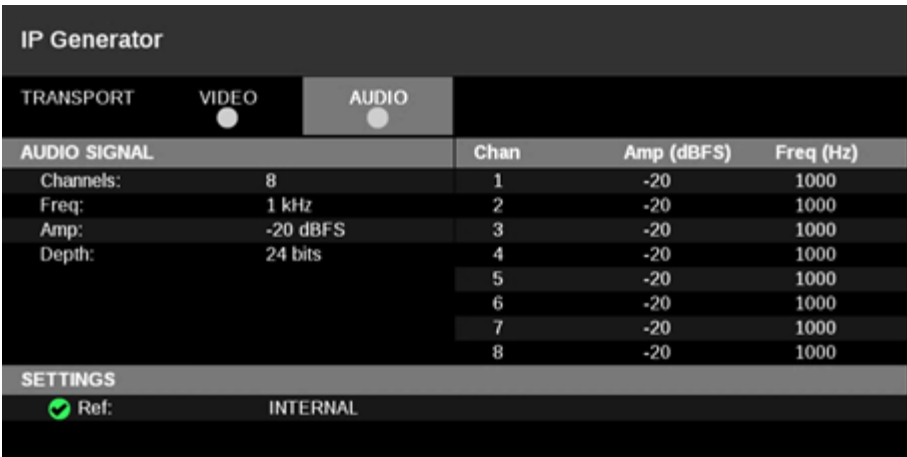 IP Generator
TRANSPORT VIDEO AUDIO
AUDIO SIGNAL Chan Amp (dBFS) Freq (Hz)
Channels: 8 1 -20 1000
Freq: 1 kHz 2 -20 1000
Amp: -20 dBFS 3 -20 1000
Depth: 24 bits 4 -20 1000
5 -20 1000
6 -20 1000
7 -20 1000
8 -20 1000
SETTINGS
Ref: INTERNAL